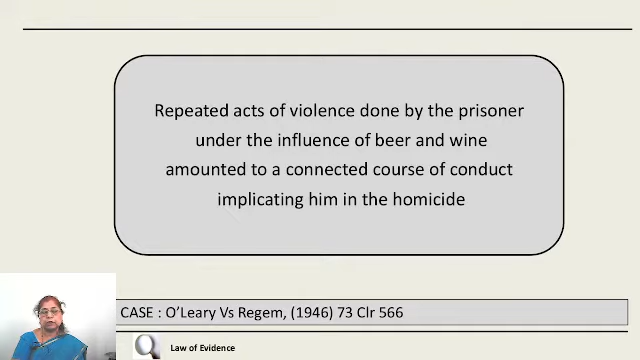 Repeated acts of violence done by the prisoner
under the influence of beer and wine
amounted to a connected course of conduct
implicating him in the homicide
CASE : O’Leary Vs Regem, (1946) 73 Clr 566
Law of Evidence